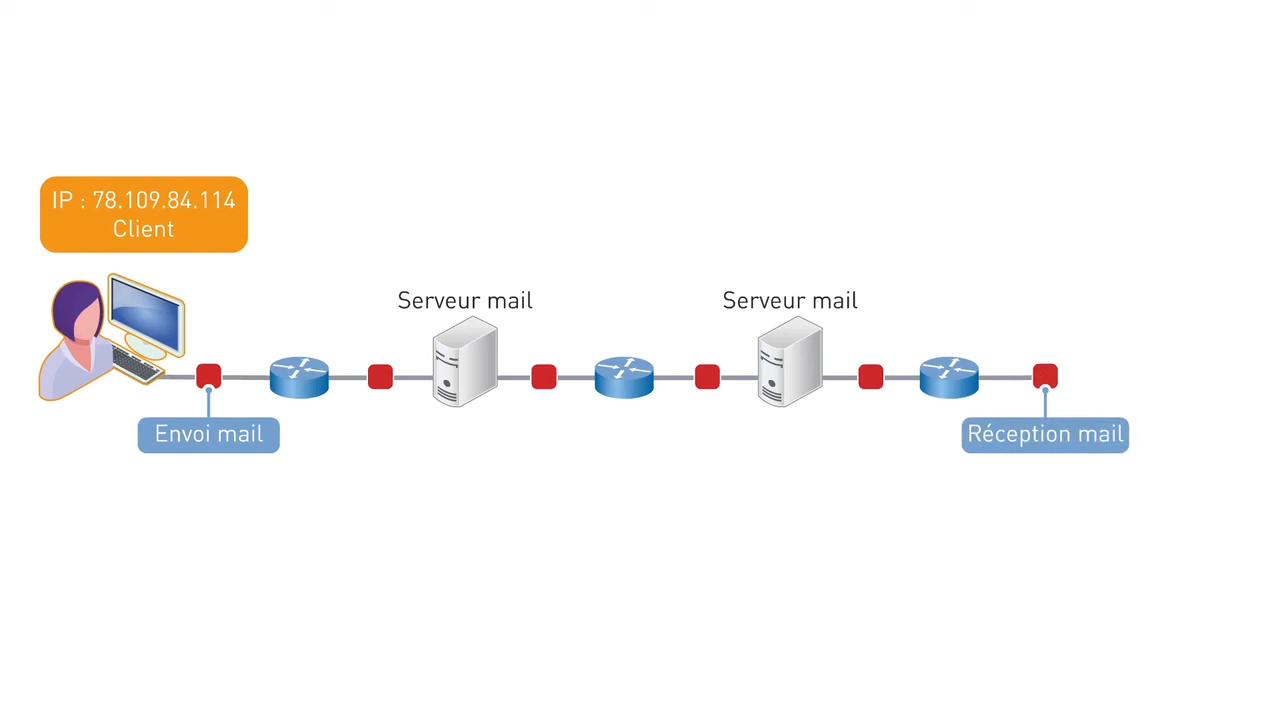 IP : 78.109.84.114
Client
Serveur mail
Serveur mail
Envoi mail
Réception mail